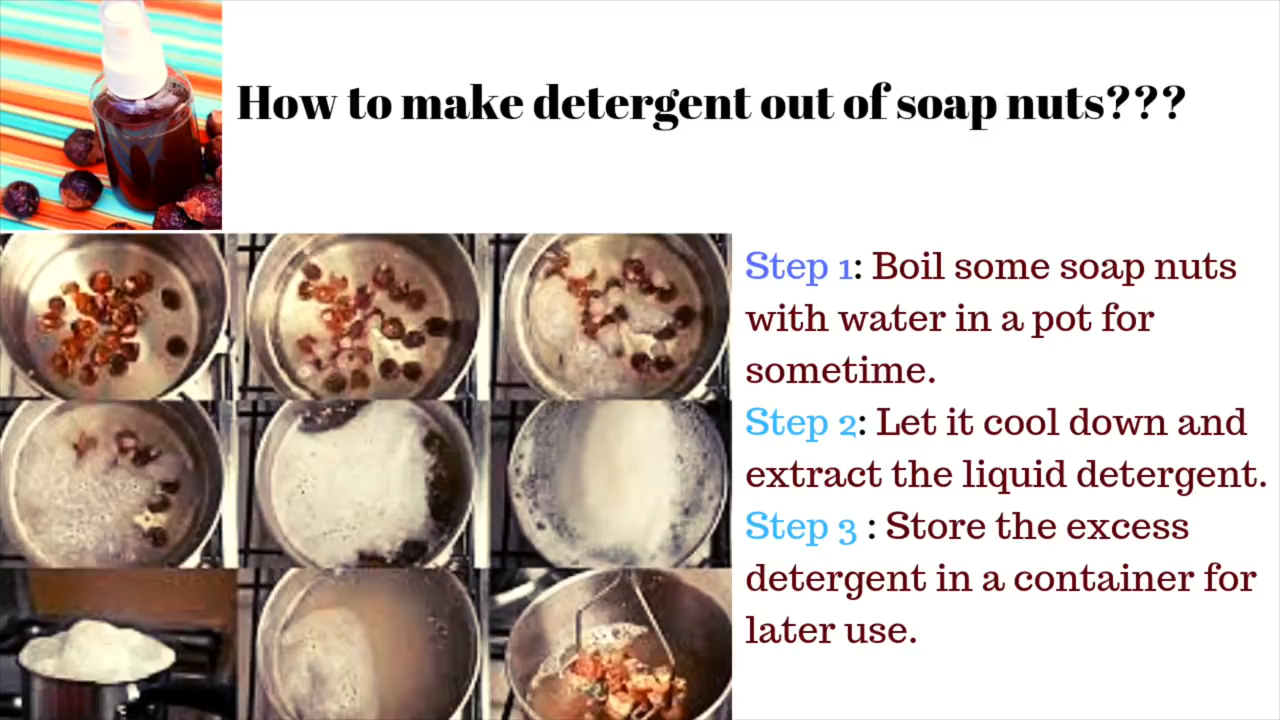 How to make detergent out of soap nuts???
Step 1: Boil some soap nuts
with water in a pot for
sometime.
Step 2: Let it cool down and
extract the liquid detergent.
Step 3 : Store the excess
detergent in a container for
later use.